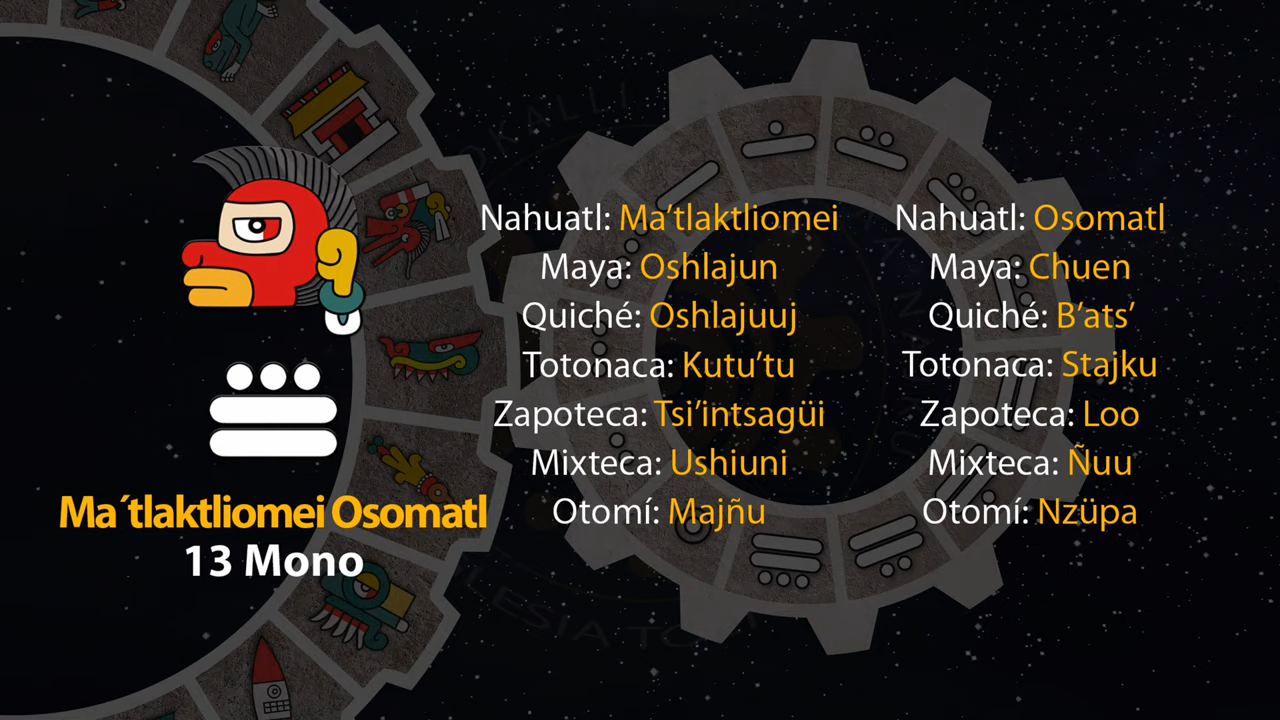 Nahuatl: Ma’tlaktliomei
Maya: Oshlajun
Quiché: Oshlajuuj
Totonaca: Kutu’tu
Zapoteca: Tsi’intsagüi
Mixteca: Ushiuni
Otomí: Majñu
Nahuatl: Osomatl
Maya: Chuen
Quiché: B’ats’
Totonaca: Stajku
Zapoteca: Loo
Mixteca: Ñuu
Otomí: Nzüpa
Ma´tlaktliomei Osomatl
13 Mono